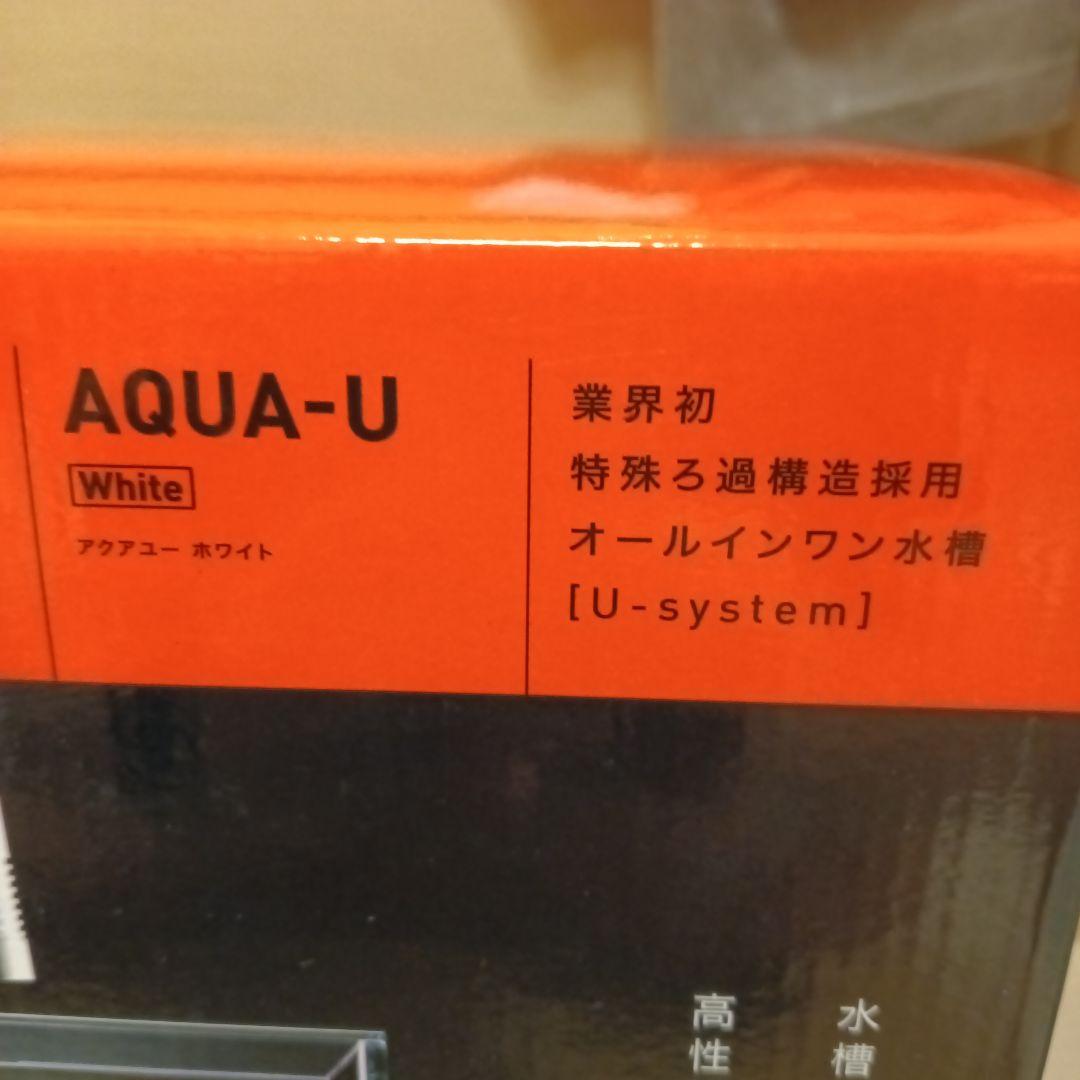 AQUA-U
White
アクアユー ホワイト
業界初
特殊ろ過構造採用
オールインワン水槽
[U-system]
水槽
高性